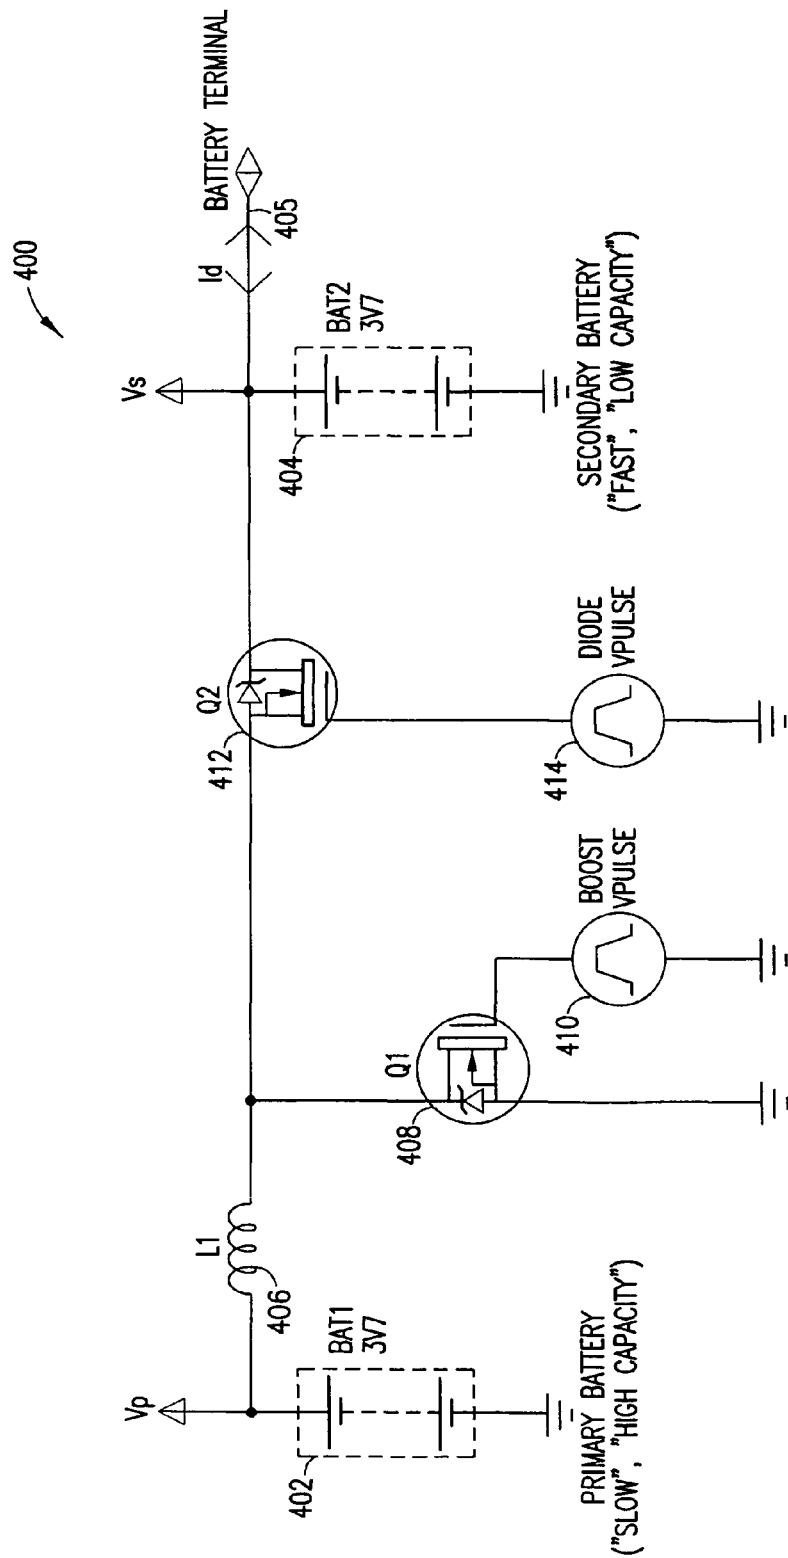 400
Vp
402
BAT1
3V7
PRIMARY BATTERY
("SLOW", "HIGH CAPACITY")
L1
406
Q1
408
BOOST
VPULSE
410
Q2
412
DIODE
VPULSE
414
Vs
404
BAT2
3V7
SECONDARY BATTERY
("FAST", "LOW CAPACITY")
Id
405
BATTERY TERMINAL